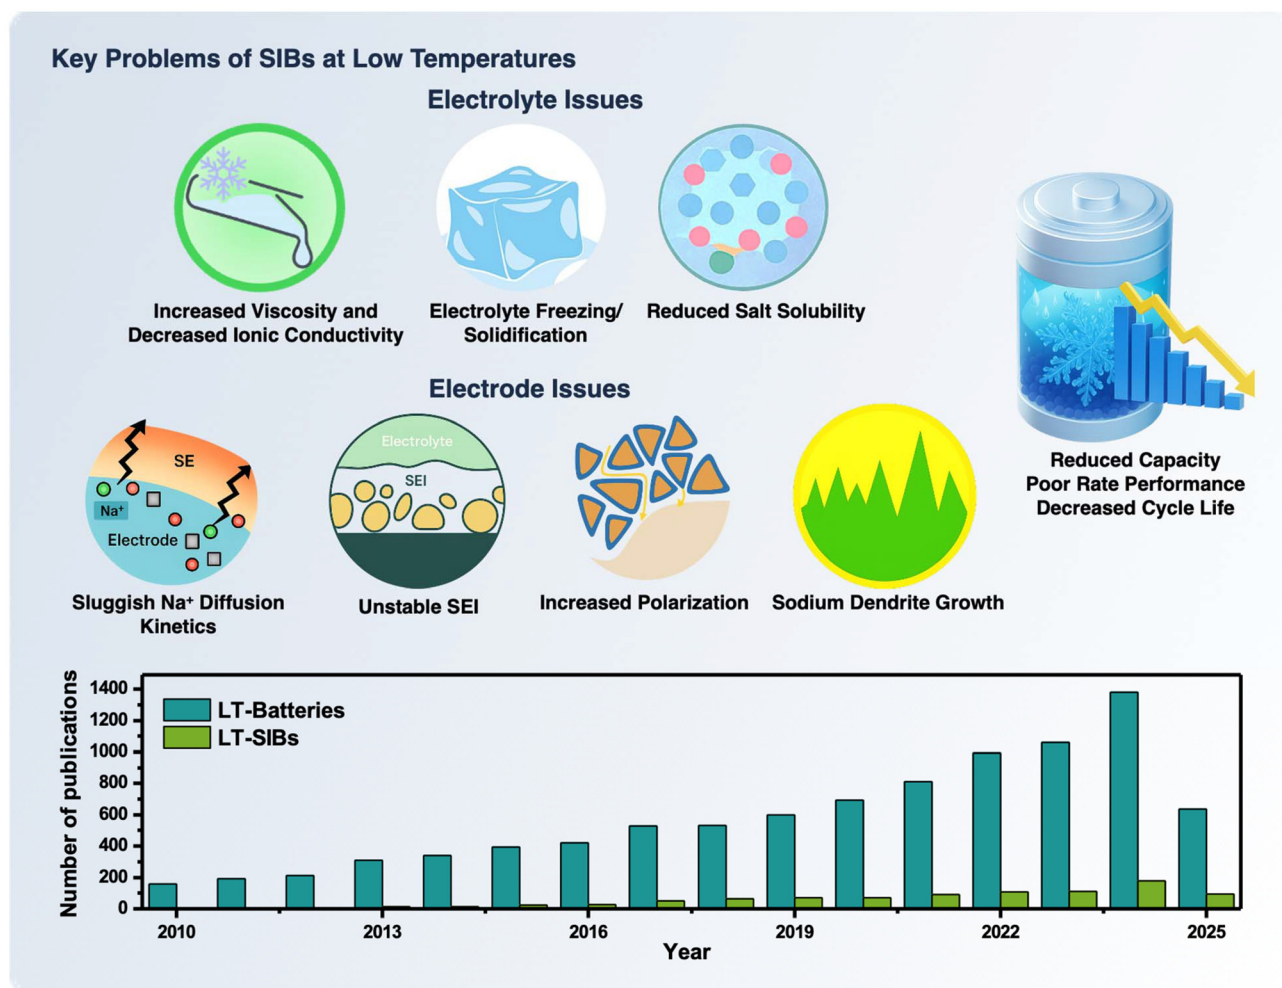 Key Problems of SIBs at Low Temperatures
Electrolyte Issues
Increased Viscosity and
Decreased Ionic Conductivity
Electrolyte Freezing/
Solidification
Reduced Salt Solubility
Electrode Issues
SE
Na⁺
Electrode
Sluggish Na⁺ Diffusion
Kinetics
Electrolyte
SEI
Unstable SEI
Increased Polarization
Sodium Dendrite Growth
Reduced Capacity
Poor Rate Performance
Decreased Cycle Life
Number of publications
1400
1200
1000
800
600
400
200
0
LT-Batteries
LT-SIBs
2010
2013
2016
2019
2022
2025
Year